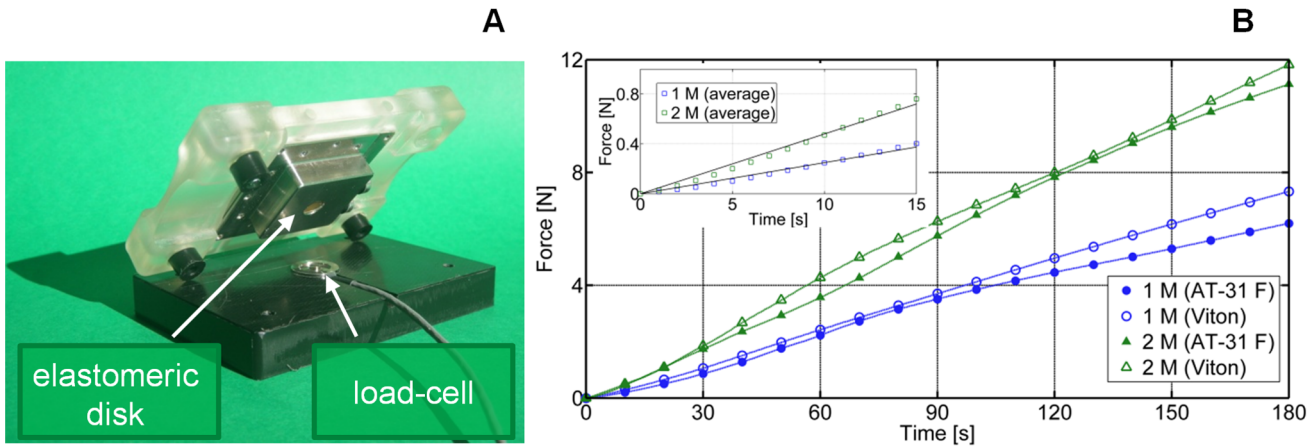 A
elastomeric
disk
load-cell
B
Force [N]
12
8
4
0
0
30
60
90
120
150
180
Time [s]
1 M (AT-31 F)
1 M (Viton)
2 M (AT-31 F)
2 M (Viton)
Force [N]
0.8
0.4
0
0
5
10
15
Time [s]
1 M (average)
2 M (average)